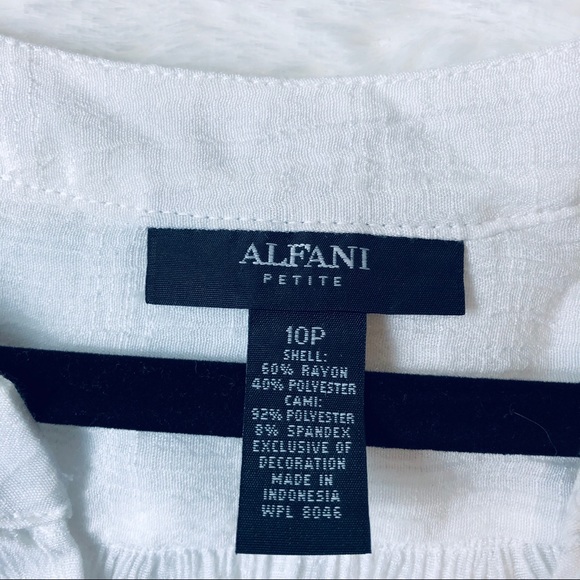 ALFANI
PETITE
10P
SHELL:
60% RAYON
40% POLYESTER
CAMI:
92% POLYESTER
8% SPANDEX
EXCLUSIVE OF
DECORATION
MADE IN
INDONESIA
WPL 8046